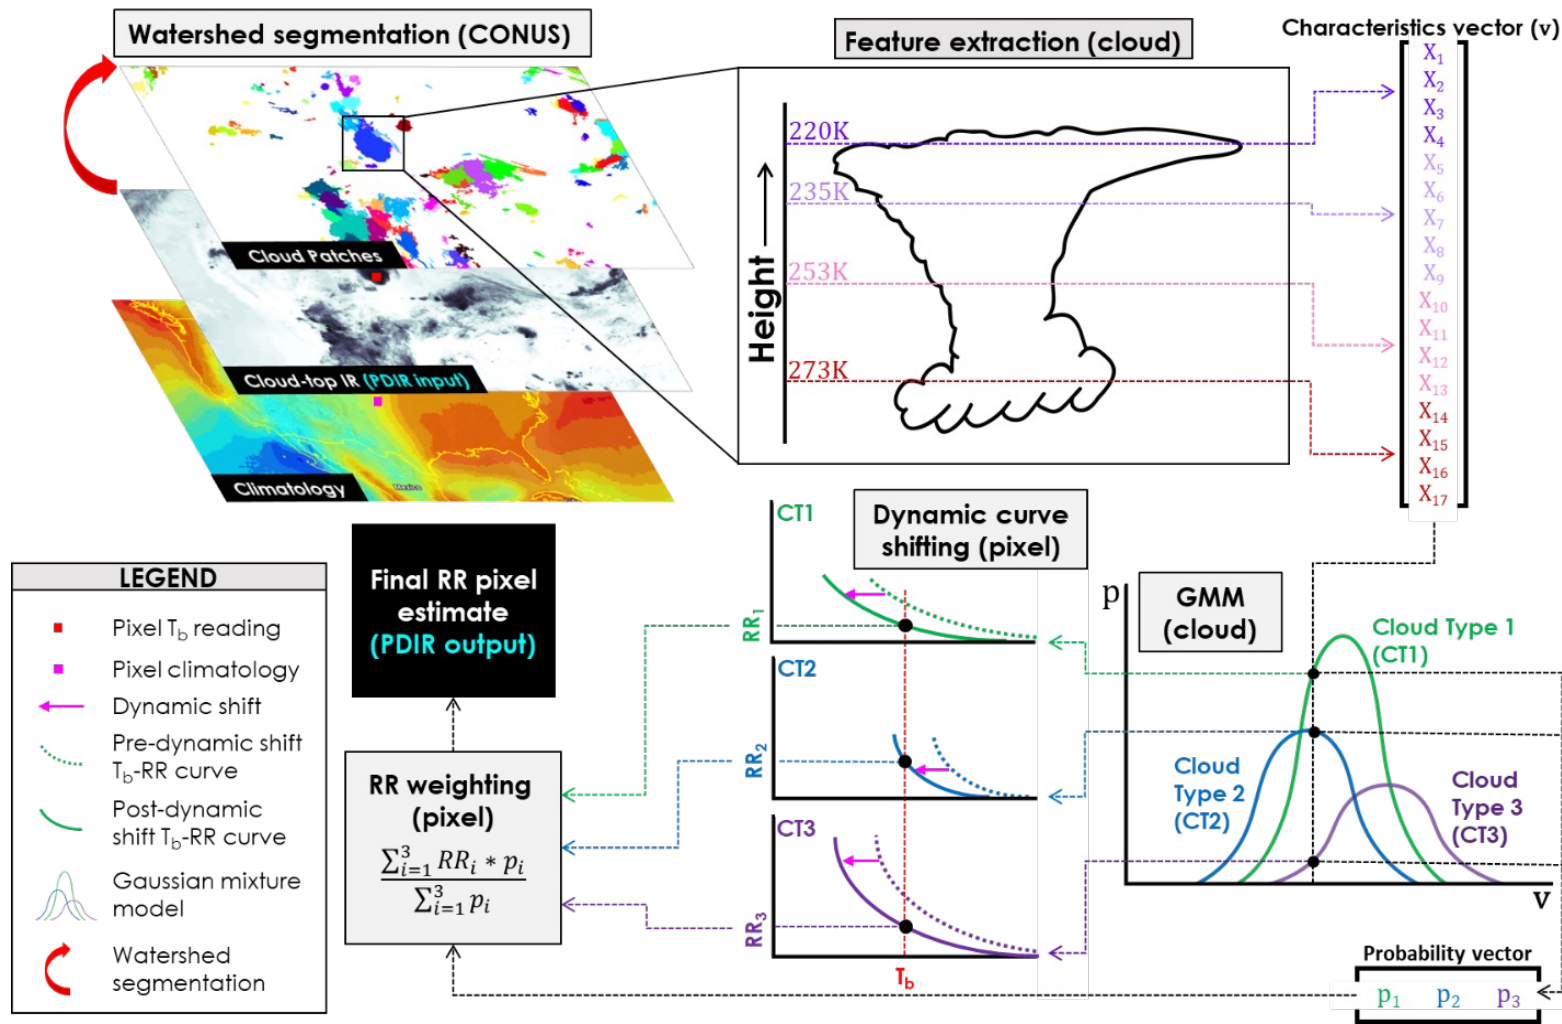 Watershed segmentation (CONUS)
Cloud Patches
Cloud-top IR (PDIR input)
Mexico
Climatology
Feature extraction (cloud)
Height
220K
235K
253K
273K
Characteristics vector (v)
X1
X2
X3
X4
X5
X6
X7
X8
X9
X10
X11
X12
X13
X14
X15
X16
X17
LEGEND
Pixel Tb reading
Pixel climatology
Dynamic shift
Pre-dynamic shift
Tb-RR curve
Post-dynamic
shift Tb-RR curve
Gaussian mixture
model
Watershed
segmentation
Final RR pixel
estimate
(PDIR output)
RR weighting
(pixel)
∑³ᵢ₌₁ RRᵢ * pᵢ
∑³ᵢ₌₁ pᵢ
Dynamic curve
shifting (pixel)
CT1
RR1
CT2
RR2
CT3
RR3
Tb
GMM
(cloud)
p
Cloud Type 1
(CT1)
Cloud
Type 2
(CT2)
Cloud
Type 3
(CT3)
v
Probability vector
p1 p2 p3